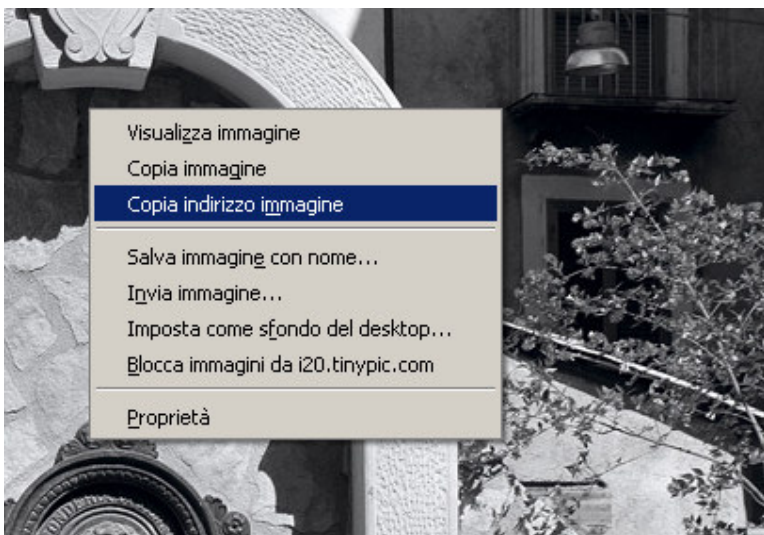 Visualizza immagine
Copia immagine
Copia indirizzo immagine
Salva immagine con nome...
Invia immagine...
Imposta come sfondo del desktop...
Blocca immagini da i20.tinypic.com
Proprietà